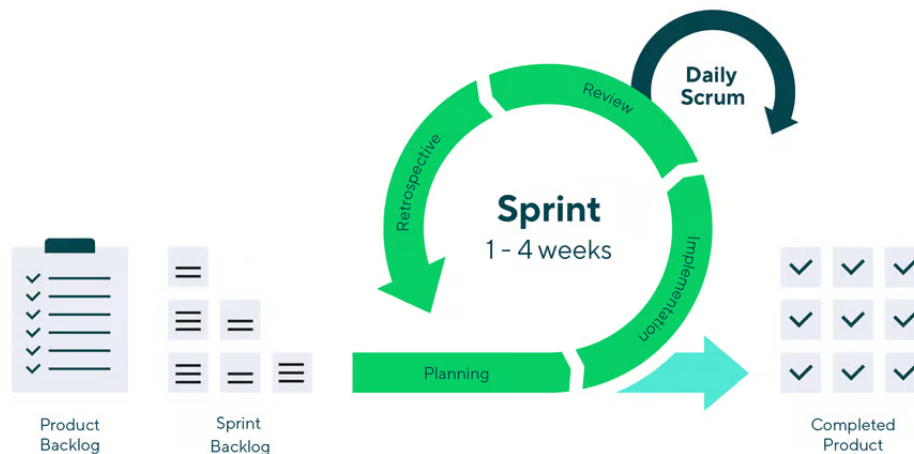 Daily
Scrum
Review
Retrospective
Sprint
1 - 4 weeks
Implementation
Planning
Product
Backlog
Sprint
Backlog
Completed
Product